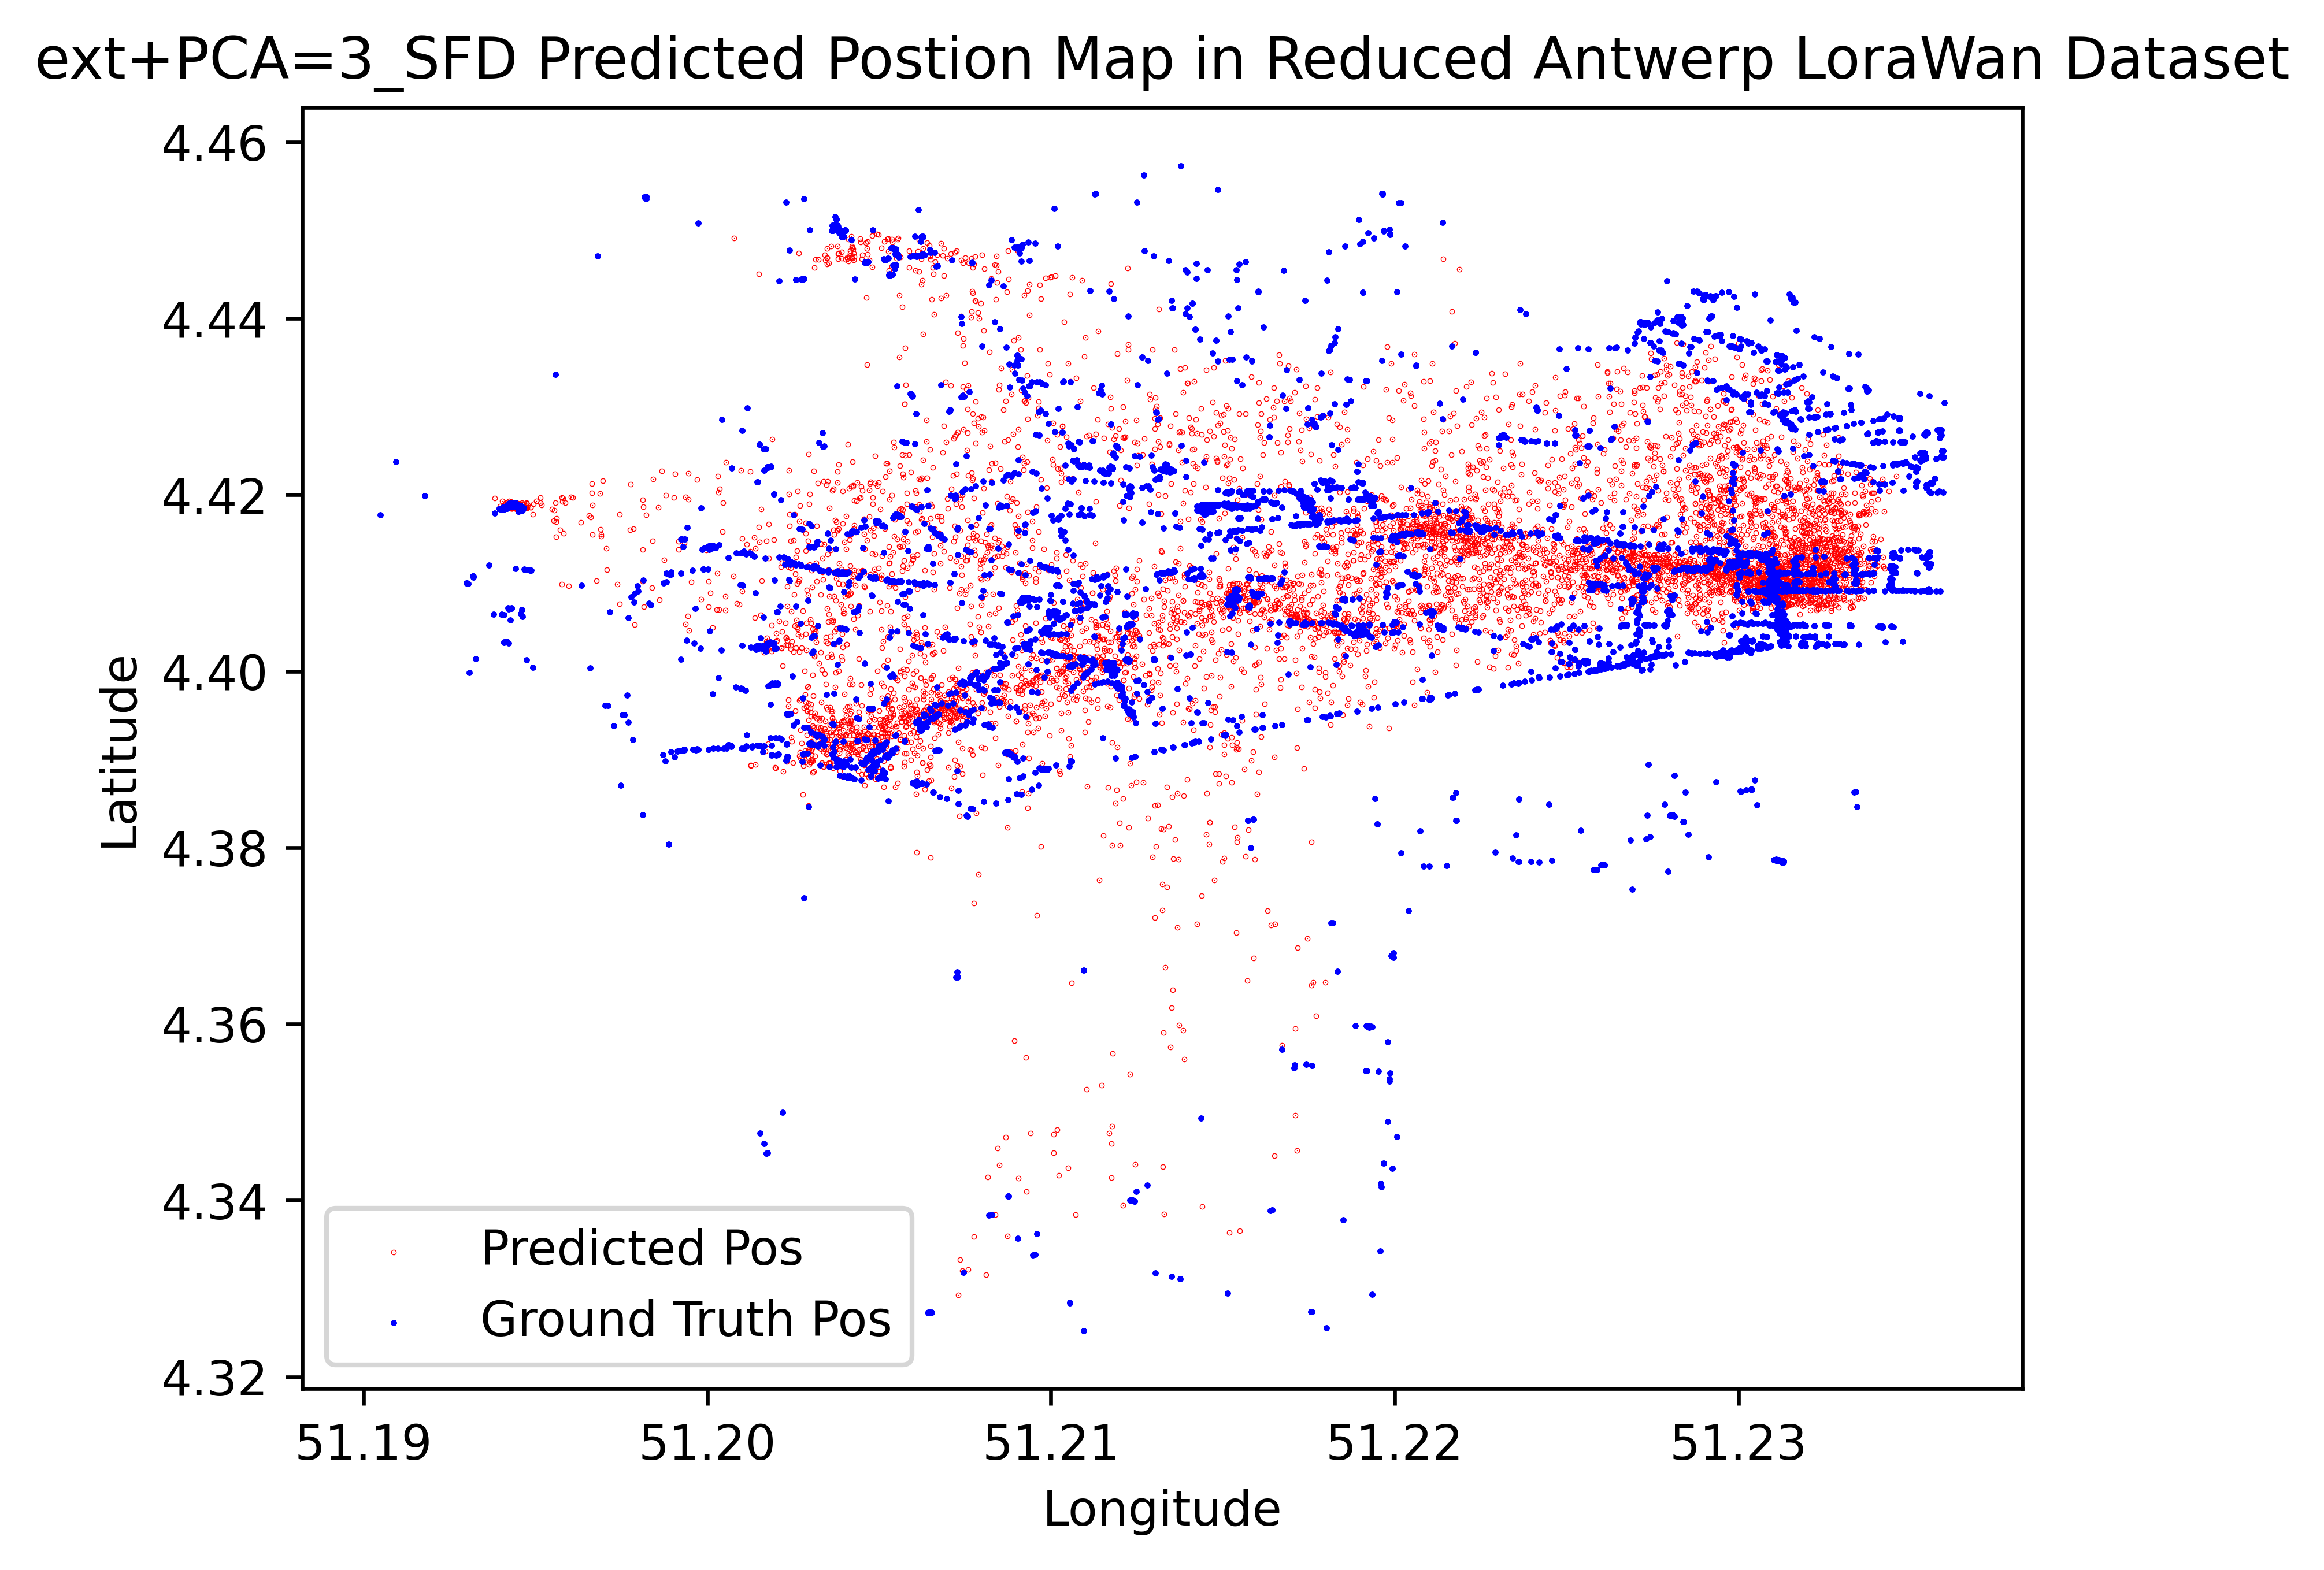 ext+PCA=3_SFD Predicted Postion Map in Reduced Antwerp LoraWan Dataset
4.46
4.44
4.42
4.40
4.38
4.36
4.34
4.32
Latitude
Predicted Pos
Ground Truth Pos
51.19 51.20 51.21 51.22 51.23
Longitude